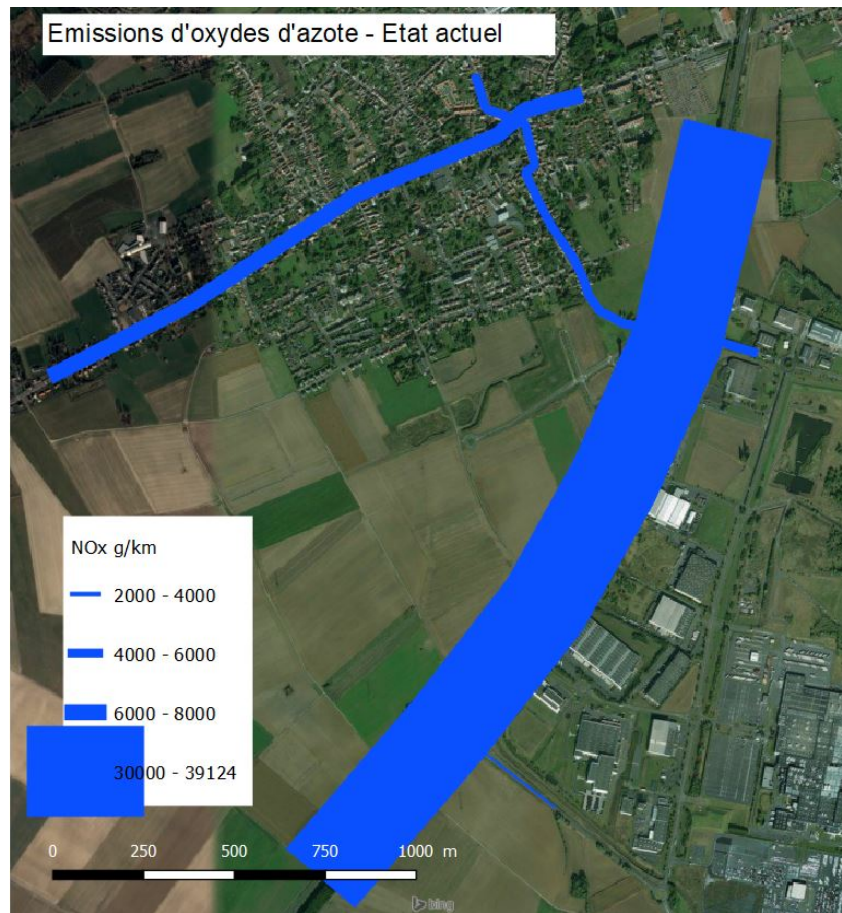 Emissions d'oxydes d'azote - Etat actuel
NOx g/km
2000 - 4000
4000 - 6000
6000 - 8000
30000 - 39124
0 250 500 750 1000 m
bing